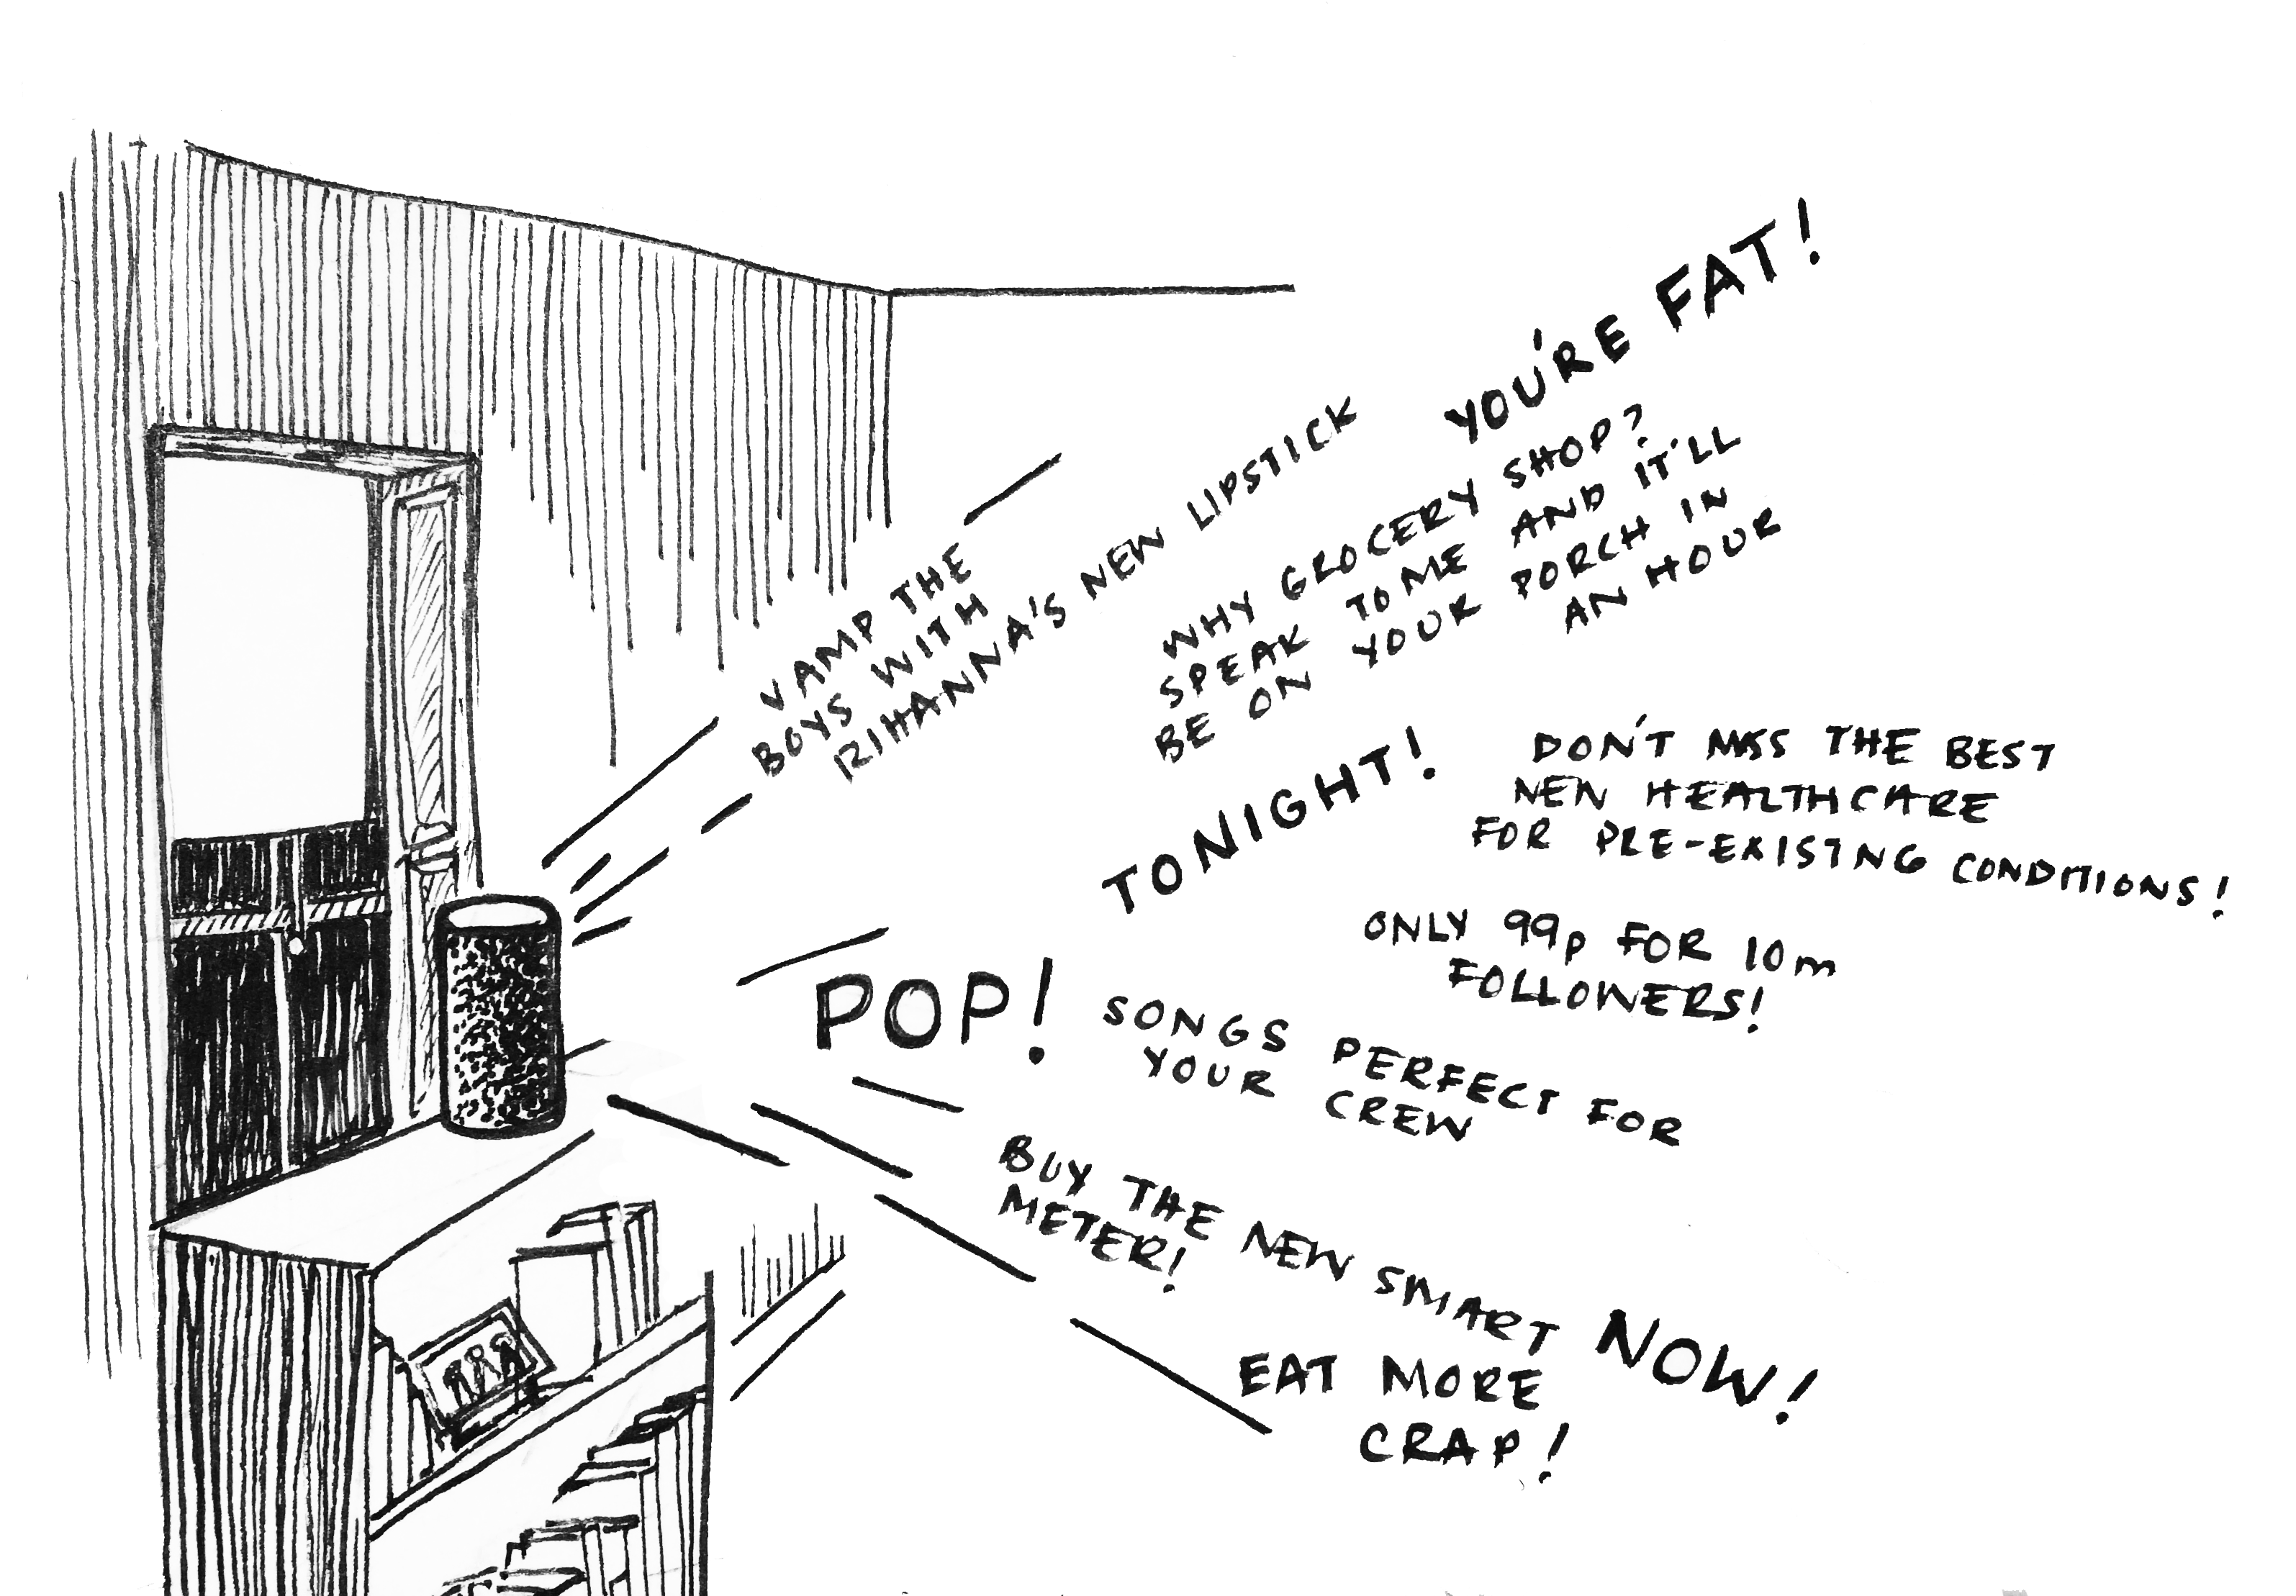 YOU'RE FAT!
VAMP THE
BOYS WITH
RIHANNA'S NEW LIPSTICK
WHY GROCERY SHOP?
SPEAK TO ME AND IT'LL
BE ON YOUR PORCH IN
AN HOUR
TONIGHT!
DON'T MISS THE BEST
NEW HEALTHCARE
FOR PRE-EXISTING CONDITIONS!
ONLY 99p FOR 10m
FOLLOWERS!
POP!
SONGS PERFECT FOR
YOUR CREW
BUY THE NEW SMART
METER!
NOW!
EAT MORE
CRAP!